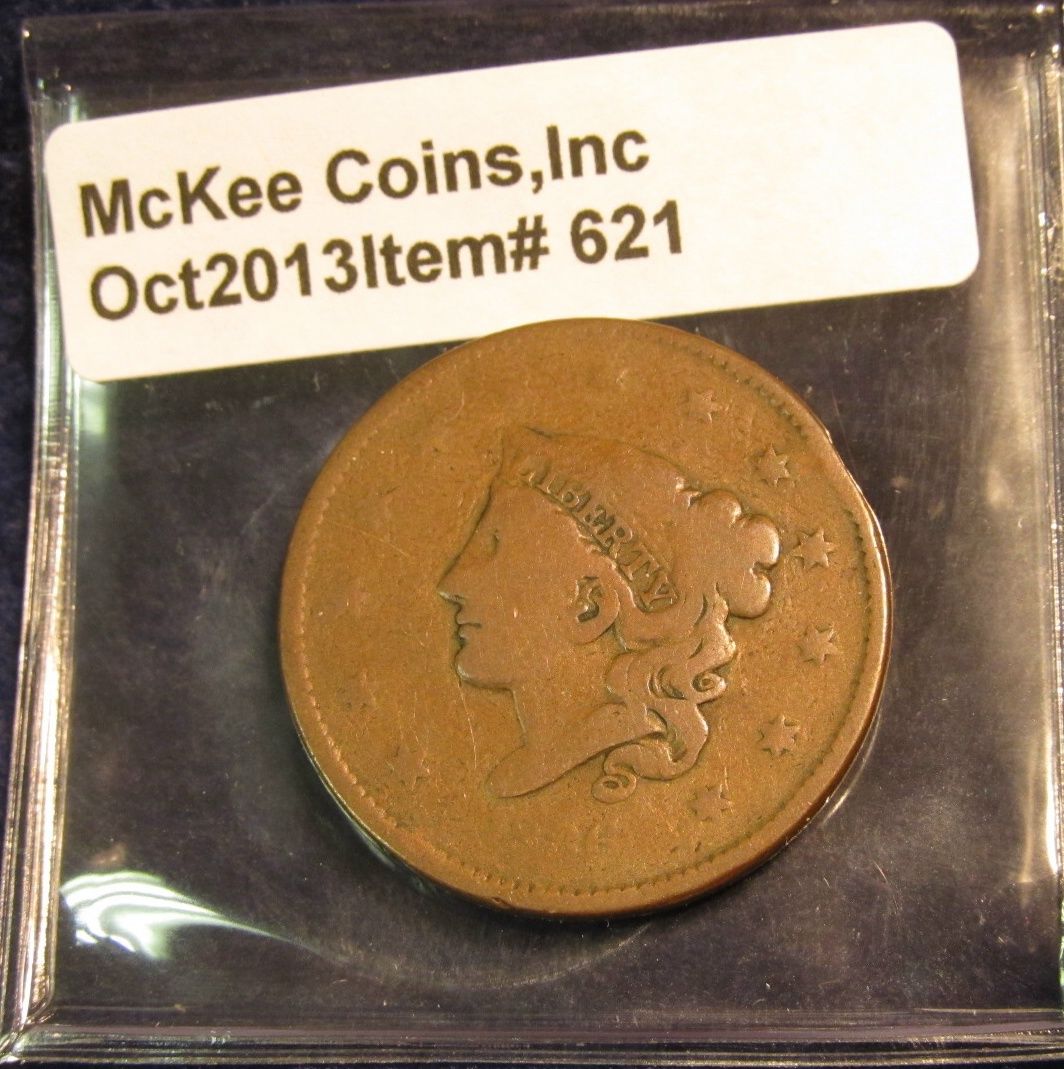 McKee Coins,Inc
Oct2013Item# 621
LIBERTY